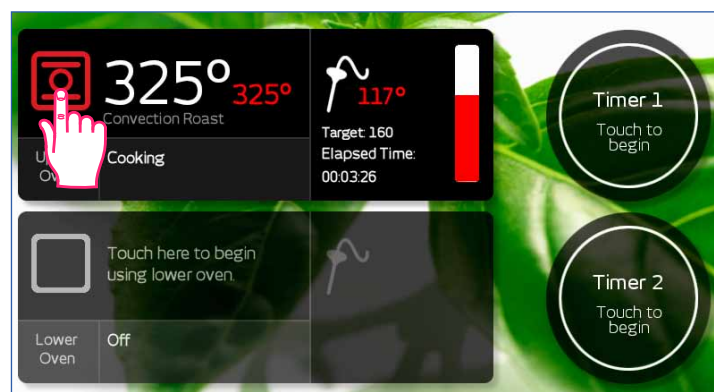 325° 325°
Convection Roast
Cooking
117°
Target: 160
Elapsed Time:
00:03:26
Timer 1
Touch to
begin
Touch here to begin
using lower oven.
Lower
Oven
Off
Timer 2
Touch to
begin